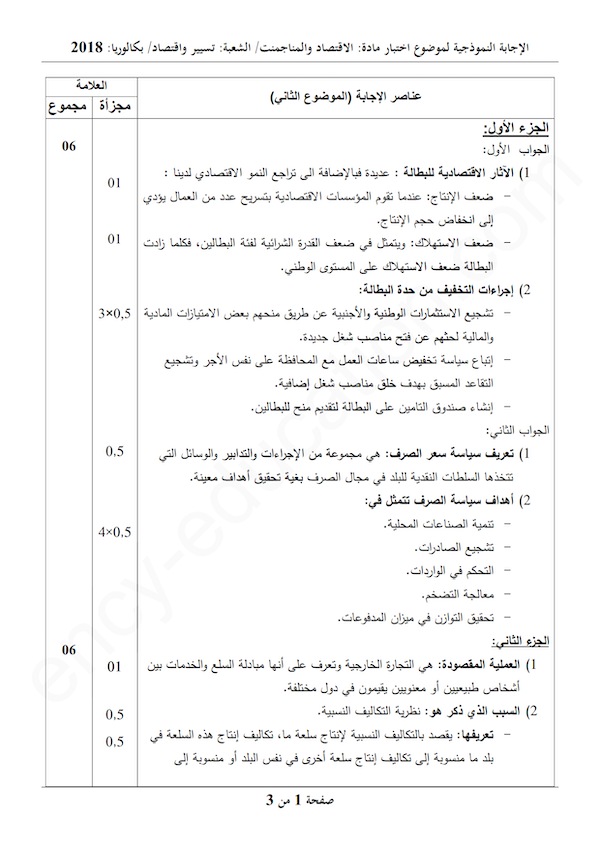 الإجابة النموذجية لموضوع اختبار مادة: الاقتصاد والمناجمنت/ الشعبة: تسيير واقتصاد/ بكالوريا: 2018
العلامة
عناصر الإجابة (الموضوع الثاني)
مجزأة مجموع
الجزء الأول:
06
الجواب الأول:
1) الآثار الاقتصادية للبطالة : عديدة فبالإضافة الى تراجع النمو الاقتصادي لدينا :
01
– ضعف الإنتاج: عندما تقوم المؤسسات الاقتصادية بتسريح عدد من العمال يؤدي
إلى انخفاض حجم الإنتاج.
– ضعف الاستهلاك: ويتمثل في ضعف القدرة الشرائية لفئة البطالين، فكلما زادت
01
البطالة ضعف الاستهلاك على المستوى الوطني.
2) إجراءات التخفيف من حدة البطالة:
– تشجيع الاستثمارات الوطنية والأجنبية عن طريق منحهم بعض الامتيازات المادية
3×0,5
والمالية لحثهم عن فتح مناصب شغل جديدة.
– إتباع سياسة تخفيض ساعات العمل مع المحافظة على نفس الأجر وتشجيع
التقاعد المسبق بهدف خلق مناصب شغل إضافية.
– إنشاء صندوق التامين على البطالة لتقديم منح للبطالين.
الجواب الثاني:
1) تعريف سياسة سعر الصرف: هي مجموعة من الإجراءات والتدابير والوسائل التي
0,5
تتخذها السلطات النقدية للبلد في مجال الصرف بغية تحقيق أهداف معينة.
2) أهداف سياسة الصرف تتمثل في:
– تنمية الصناعات المحلية.
4×0,5
– تشجيع الصادرات.
– التحكم في الواردات.
– معالجة التضخم.
– تحقيق التوازن في ميزان المدفوعات.
الجزء الثاني:
06
1) العملية المقصودة: هي التجارة الخارجية وتعرف على أنها مبادلة السلع والخدمات بين
01
أشخاص طبيعيين أو معنويين يقيمون في دول مختلفة.
2) السبب الذي ذكر هو: نظرية التكاليف النسبية.
0.5
– تعريفها: يقصد بالتكاليف النسبية لإنتاج سلعة ما، تكاليف إنتاج هذه السلعة في
0.5
بلد ما منسوبة إلى تكاليف إنتاج سلعة أخرى في نفس البلد أو منسوبة إلى
صفحة 1 من 3
ency-education.com